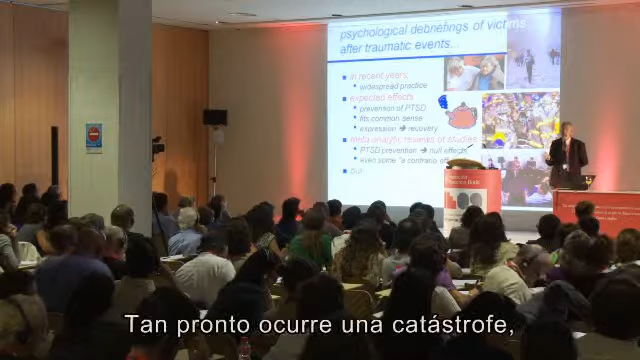 psychological debriefings of victims
after traumatic events...
in recent years:
widespread practice
expected effects
prevention of PTSD
fits common sense
expression ➔ recovery
meta-analytic reviews of studies
PTSD prevention ➔ null effects
even some "a contrario
but
Tan pronto ocurre una catástrofe,